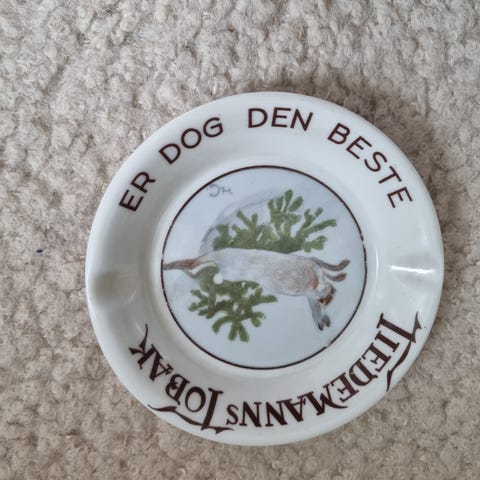 TIEDEMANNS TOBAK
ER DOG DEN BESTE